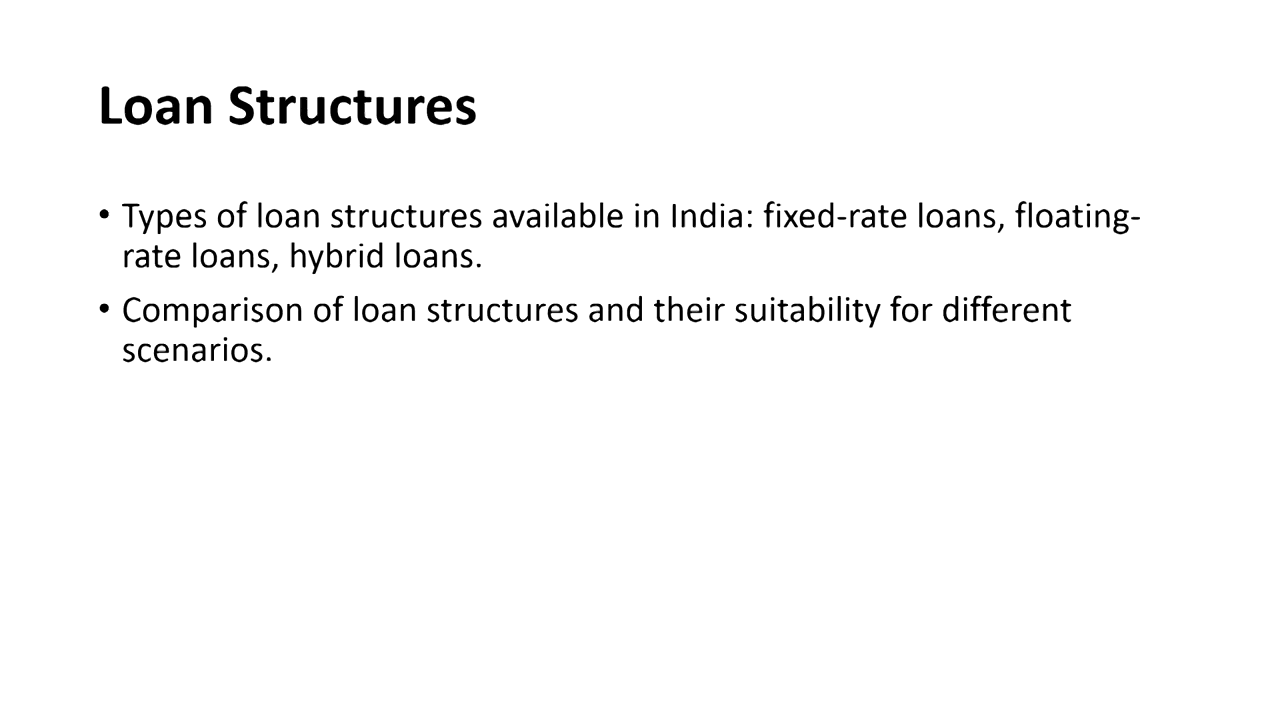 Loan Structures
• Types of loan structures available in India: fixed-rate loans, floating-
rate loans, hybrid loans.
• Comparison of loan structures and their suitability for different
scenarios.